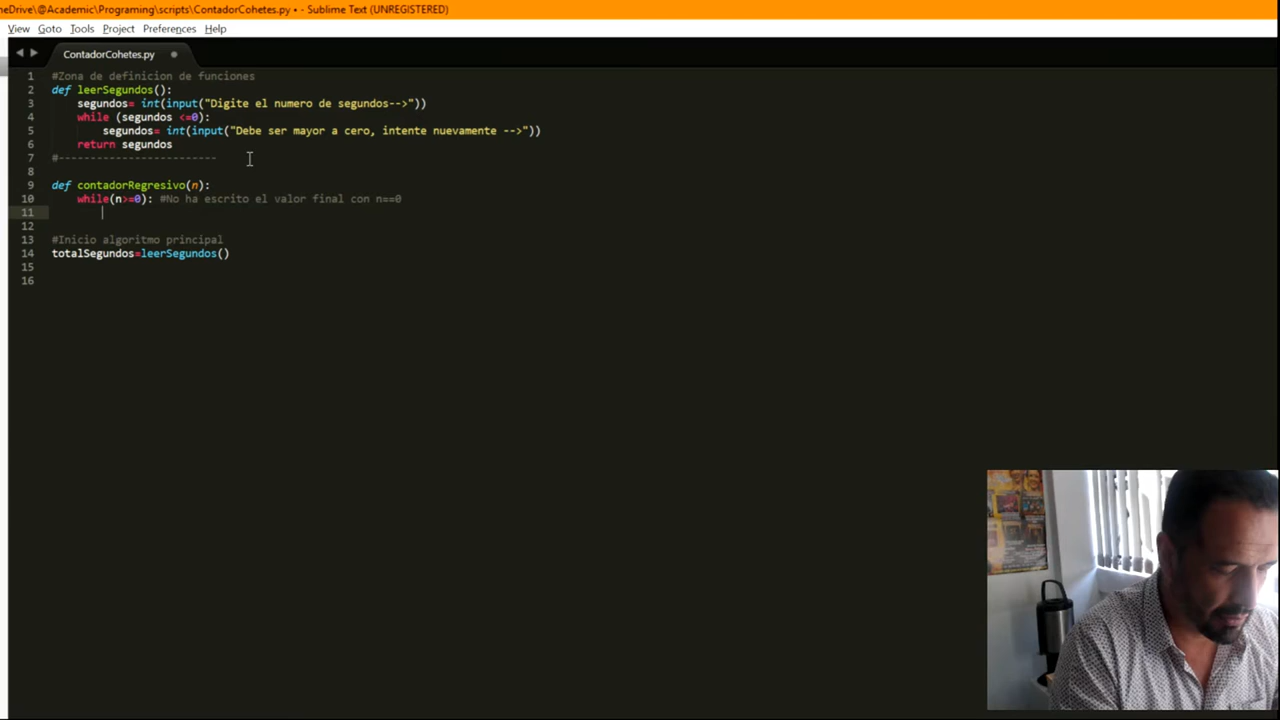 neDrive\@Academic\Programing\scripts\ContadorCohetes.py • - Sublime Text (UNREGISTERED)
View Goto Tools Project Preferences Help
ContadorCohetes.py
1 #Zona de definicion de funciones
2 def leerSegundos():
3 segundos= int(input("Digite el numero de segundos-->"))
4 while (segundos <=0):
5 segundos= int(input("Debe ser mayor a cero, intente nuevamente -->"))
6 return segundos
7 #-------------------------
8
9 def contadorRegresivo(n):
10 while(n>=0): #No ha escrito el valor final con n==0
11
12
13 #Inicio algoritmo principal
14 totalSegundos=leerSegundos()
15
16